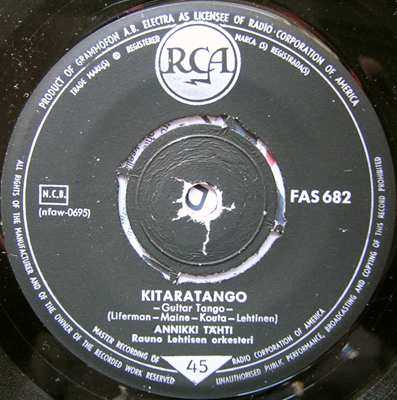 PRODUCT OF GRAMMOFON A.B. ELECTRA AS LICENSEE OF RADIO CORPORATION OF AMERICA
TRADE MARK(S) ® REGISTERED
MARCA (S) REGISTRADA(S)
RCA
N.C.B.
(nfaw-0695)
FAS 682
KITARATANGO
—Guitar Tango—
(Liferman—Maine—Kouta—Lehtinen)
ANNIKKI TÄHTI
Rauno Lehtisen orkesteri
MASTER RECORDING OF
RADIO CORPORATION OF AMERICA
45
ALL RIGHTS OF THE MANUFACTURER AND OF THE OWNER OF THE RECORDED WORK RESERVED
UNAUTHORISED PUBLIC PERFORMANCE, BROADCASTING AND COPYING OF THIS RECORD PROHIBITED